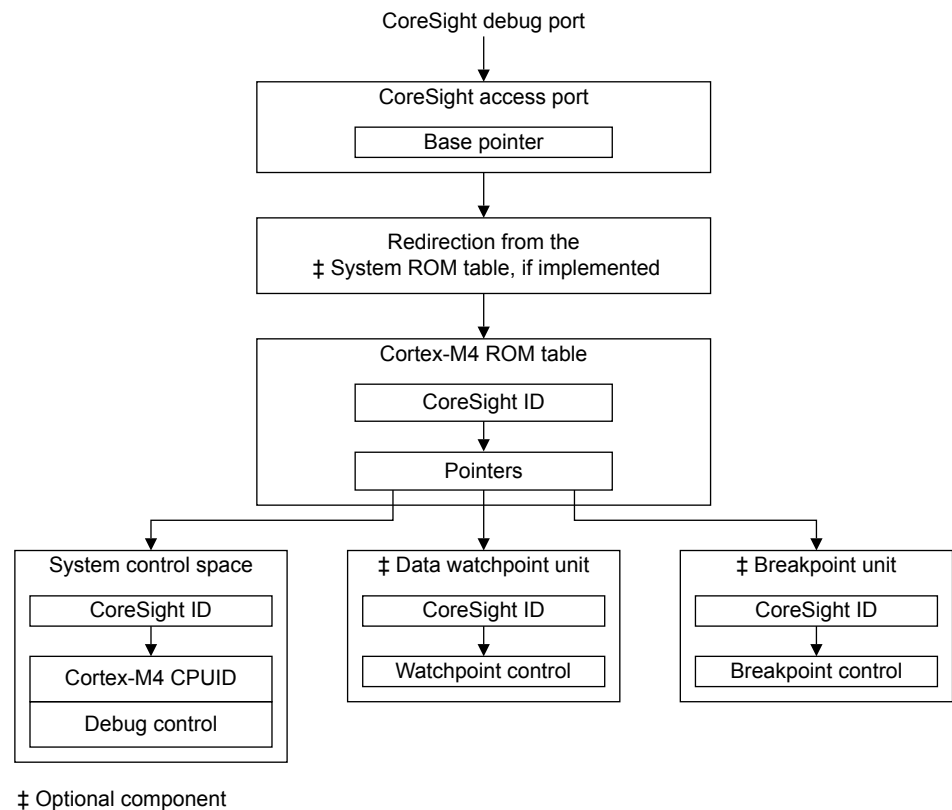 CoreSight debug port
CoreSight access port
Base pointer
Redirection from the
‡ System ROM table, if implemented
Cortex-M4 ROM table
CoreSight ID
Pointers
System control space
CoreSight ID
Cortex-M4 CPUID
Debug control
‡ Data watchpoint unit
CoreSight ID
Watchpoint control
‡ Breakpoint unit
CoreSight ID
Breakpoint control
‡ Optional component